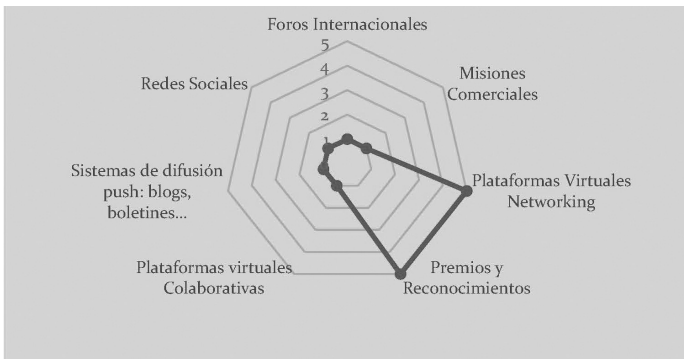 Foros Internacionales
5
4
3
2
1
Misiones
Comerciales
Plataformas Virtuales
Networking
Premios y
Reconocimientos
Plataformas virtuales
Colaborativas
Sistemas de difusión
push: blogs,
boletines...
Redes Sociales